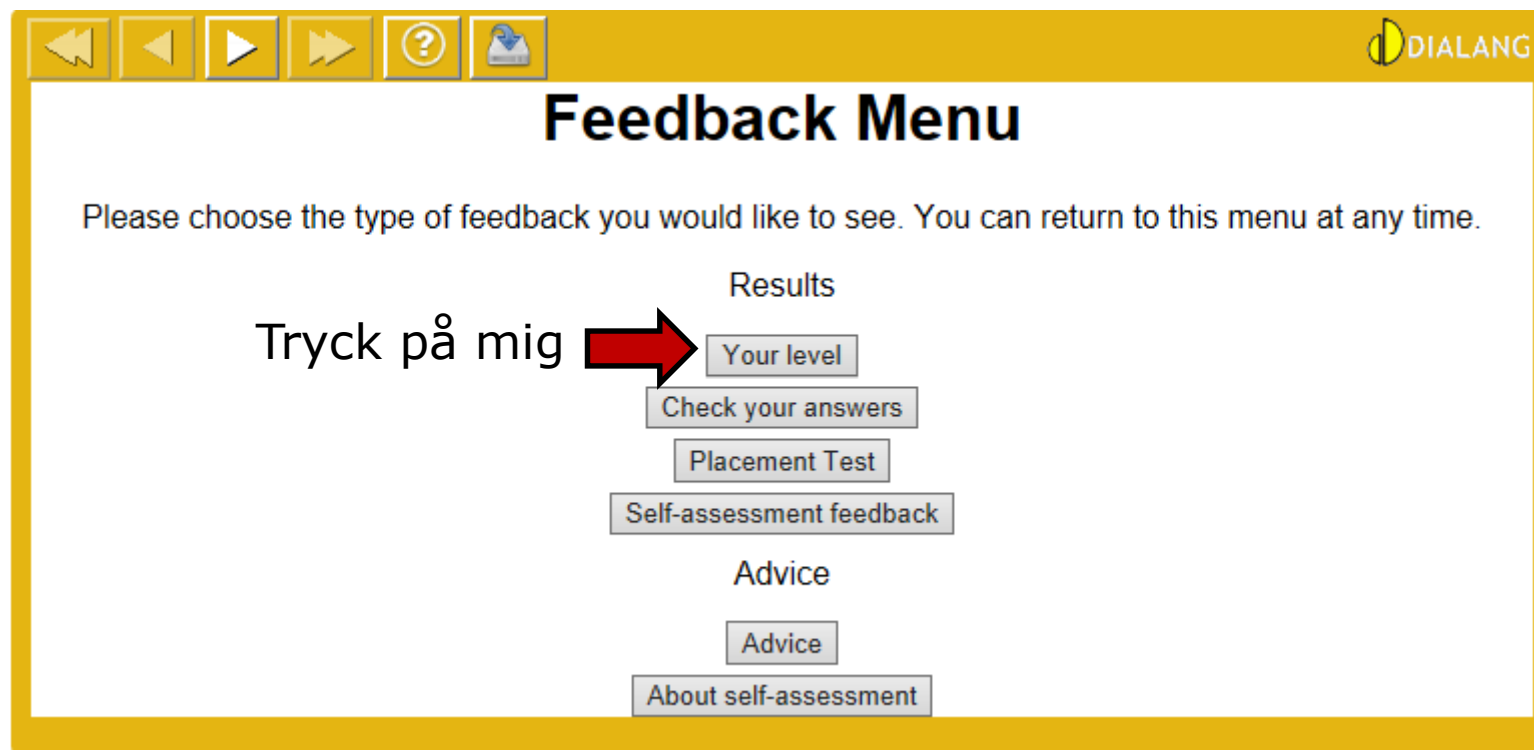 DIALANG
Feedback Menu
Please choose the type of feedback you would like to see. You can return to this menu at any time.
Results
Tryck på mig
Your level
Check your answers
Placement Test
Self-assessment feedback
Advice
Advice
About self-assessment